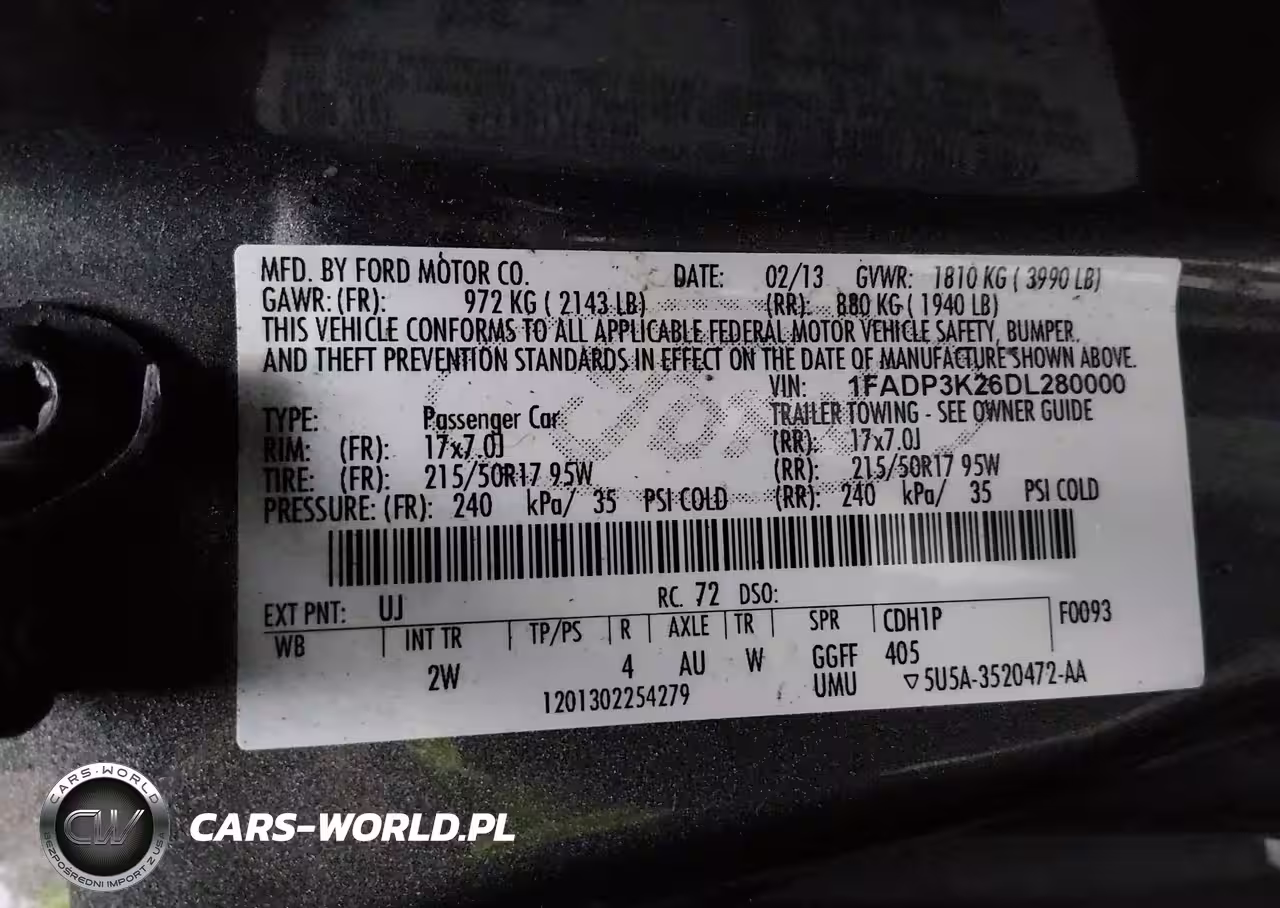 MFD. BY FORD MOTOR CO. DATE: 02/13 GVWR: 1810 KG ( 3990 LB)
GAWR: (FR): 972 KG ( 2143 LB) (RR): 880 KG ( 1940 LB)
THIS VEHICLE CONFORMS TO ALL APPLICABLE FEDERAL MOTOR VEHICLE SAFETY, BUMPER,
AND THEFT PREVENTION STANDARDS IN EFFECT ON THE DATE OF MANUFACTURE SHOWN ABOVE.
VIN: 1FADP3K26DL280000
TYPE: Passenger Car TRAILER TOWING - SEE OWNER GUIDE
RIM: (FR): 17x7.0J (RR): 17x7.0J
TIRE: (FR): 215/50R17 95W (RR): 215/50R17 95W
PRESSURE: (FR): 240 kPa/ 35 PSI COLD (RR): 240 kPa/ 35 PSI COLD
EXT PNT: UJ RC. 72 DSO:
WB INT TR TP/PS R AXLE TR SPR CDH1P F0093
2W 4 AU W GGFF 405
1201302254279 UMU ▽5U5A-3520472-AA
CARS-WORLD
CW
BEZPOŚREDNI IMPORT Z USA
CARS-WORLD.PL